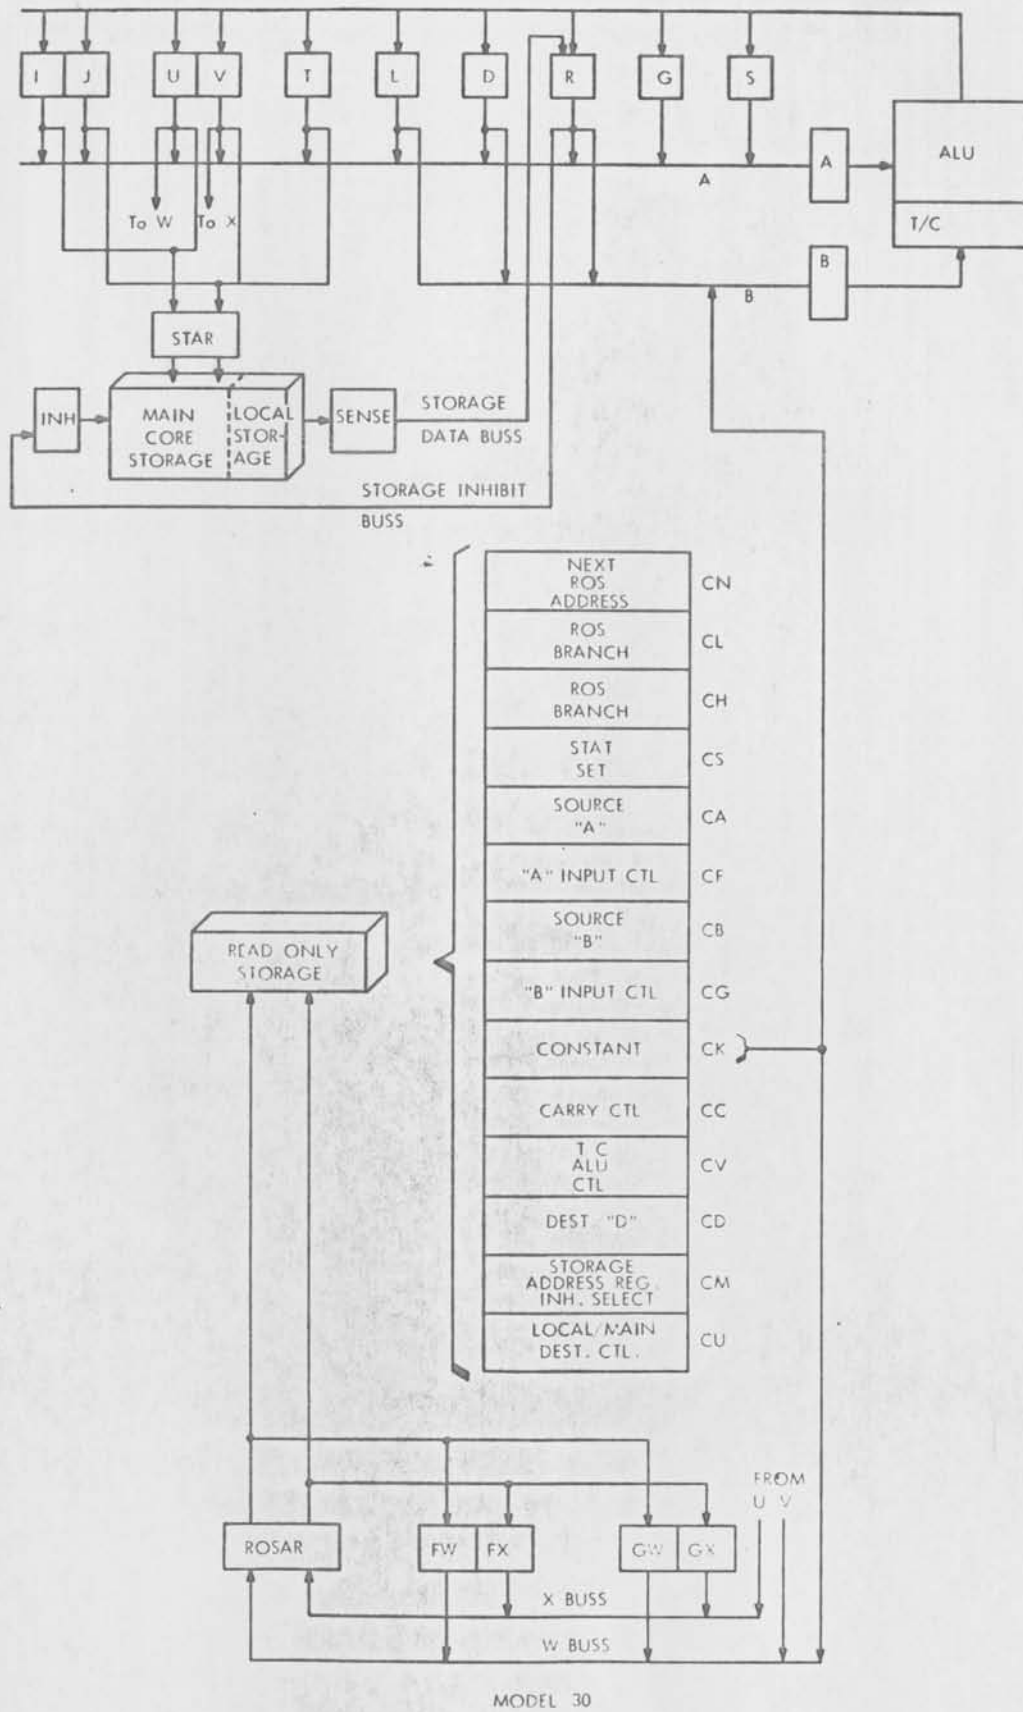 I J U V T L D R G S
A
ALU
A
T/C
To W To X
B
B
STAR
INH
MAIN
CORE
STORAGE
LOCAL
STOR-
AGE
SENSE
STORAGE
DATA BUSS
STORAGE INHIBIT
BUSS
NEXT
ROS
ADDRESS
CN
ROS
BRANCH
CL
ROS
BRANCH
CH
STAT
SET
CS
SOURCE
"A"
CA
"A" INPUT CTL
CF
SOURCE
"B"
CB
READ ONLY
STORAGE
"B" INPUT CTL
CG
CONSTANT
CK
CARRY CTL
CC
T C
ALU
CTL
CV
DEST. "D"
CD
STORAGE
ADDRESS REG.
INH. SELECT
CM
LOCAL/MAIN
DEST. CTL.
CU
FROM
U V
ROSAR
FW FX
GW GX
X BUSS
W BUSS
MODEL 30